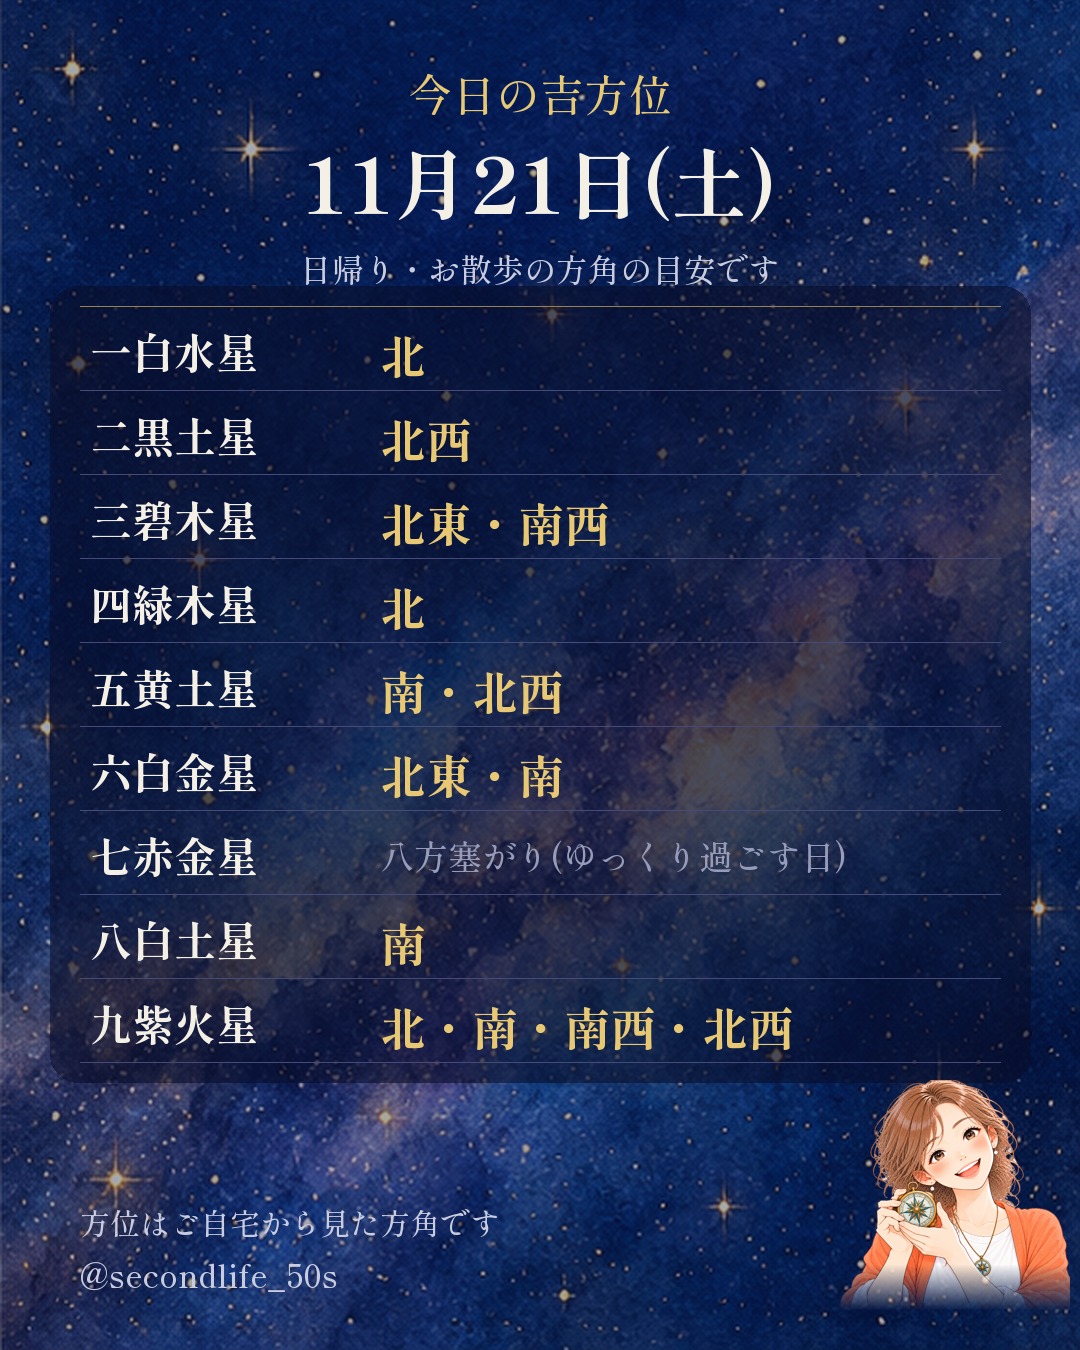 今日の吉方位
11月21日(土)
日帰り・お散歩の方角の目安です
一白水星 北
二黒土星 北西
三碧木星 北東・南西
四緑木星 北
五黄土星 南・北西
六白金星 北東・南
七赤金星 八方塞がり(ゆっくり過ごす日)
八白土星 南
九紫火星 北・南・南西・北西
方位はご自宅から見た方角です
@secondlife_50s